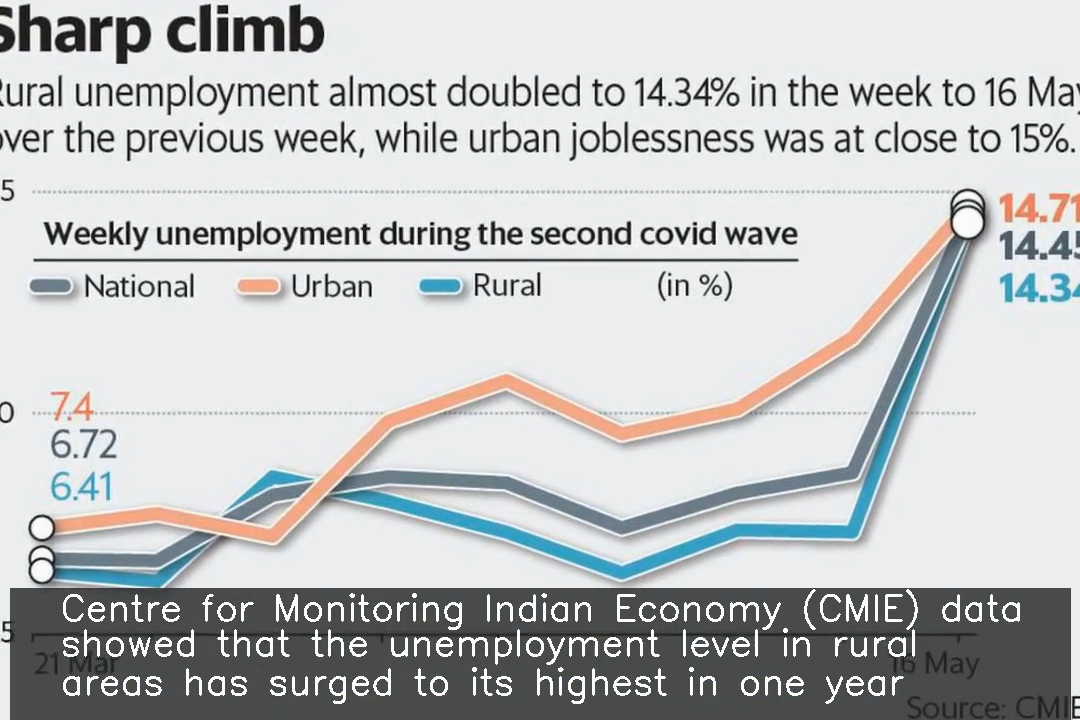 Sharp climb
Rural unemployment almost doubled to 14.34% in the week to 16 May
over the previous week, while urban joblessness was at close to 15%.
5
14.71
Weekly unemployment during the second covid wave
14.45
National Urban Rural (in %)
14.34
7.4
0
6.72
6.41
Centre for Monitoring Indian Economy (CMIE) data
5
showed that the unemployment level in rural
21 Mar
16 May
areas has surged to its highest in one year
Source: CMIE